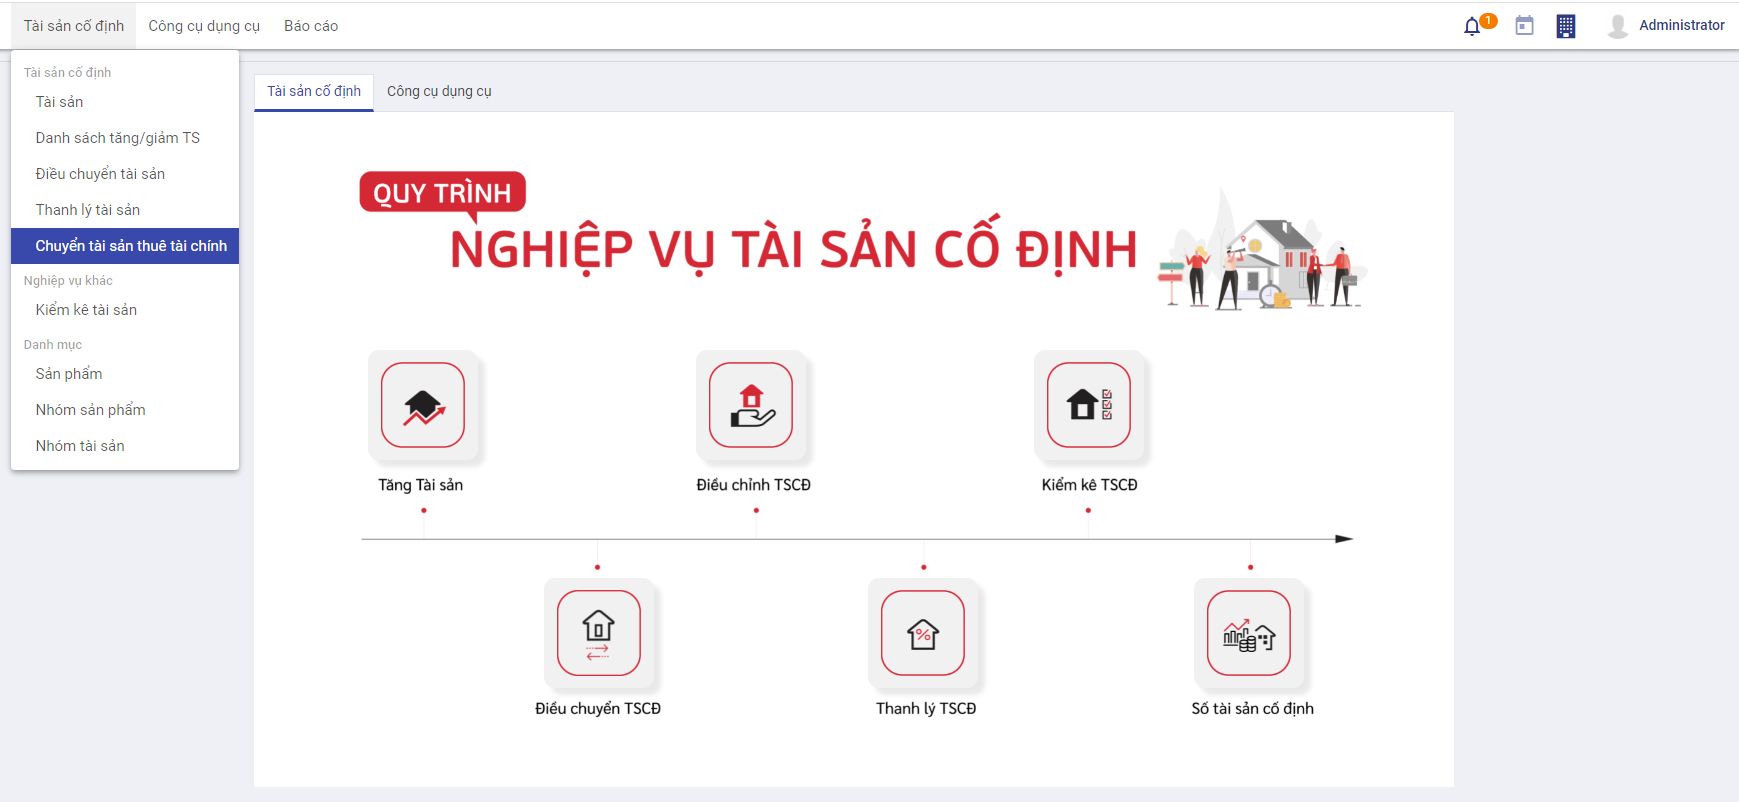 Tài sản cố định
Công cụ dụng cụ
Báo cáo
1
Administrator
Tài sản cố định
Tài sản
Danh sách tăng/giảm TS
Điều chuyển tài sản
Thanh lý tài sản
Chuyển tài sản thuê tài chính
Nghiệp vụ khác
Kiểm kê tài sản
Danh mục
Sản phẩm
Nhóm sản phẩm
Nhóm tài sản
Tài sản cố định
Công cụ dụng cụ
QUY TRÌNH
NGHIỆP VỤ TÀI SẢN CỐ ĐỊNH
Tăng Tài sản
Điều chỉnh TSCĐ
Kiểm kê TSCĐ
Điều chuyển TSCĐ
Thanh lý TSCĐ
Sổ tài sản cố định